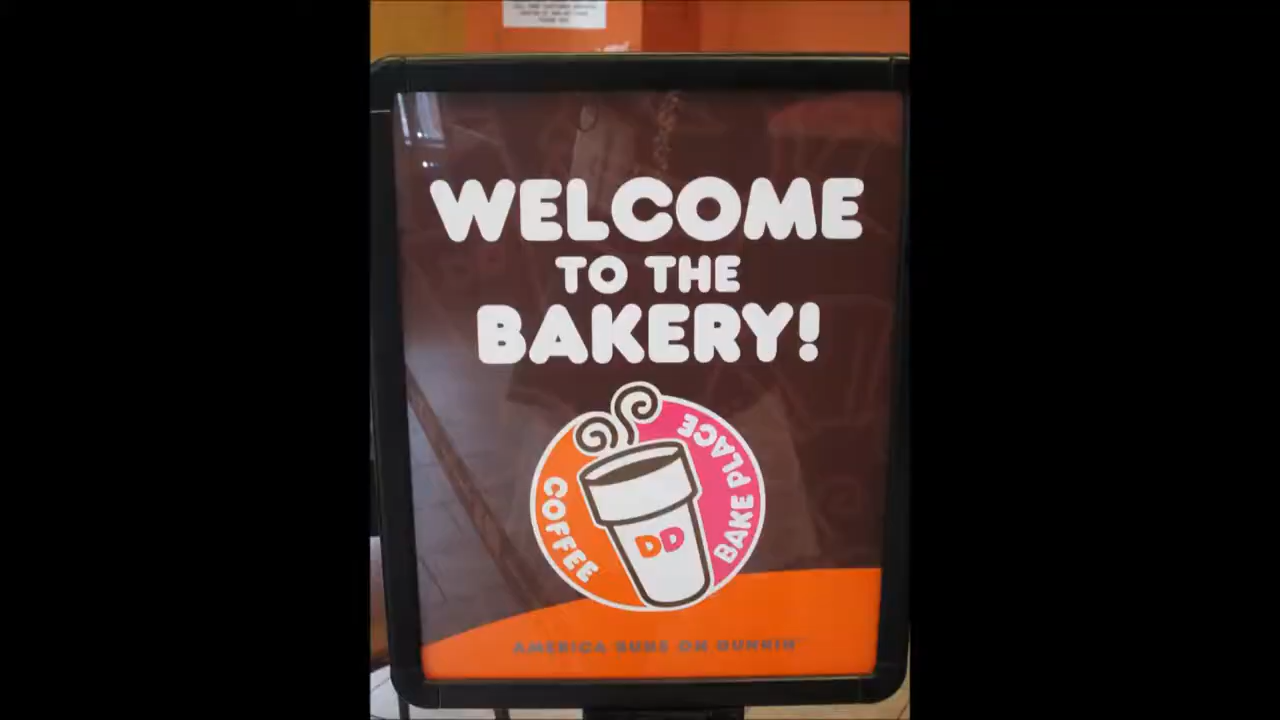 WELCOME
TO THE
BAKERY!
COFFEE
BAKE PLACE
DD
AMERICA RUNS ON DUNKIN'